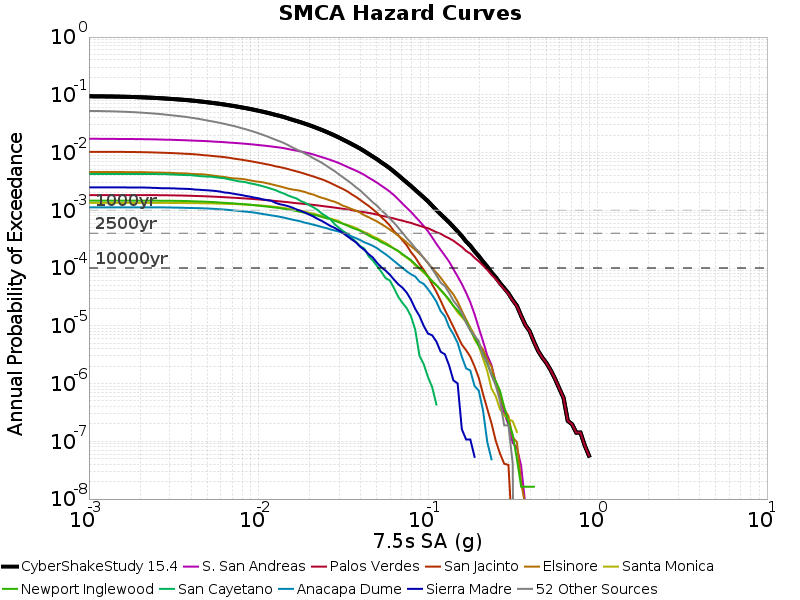 SMCA Hazard Curves
Annual Probability of Exceedance
10^0
10^-1
10^-2
10^-3
10^-4
10^-5
10^-6
10^-7
10^-8
1000yr
2500yr
10000yr
10^-3 10^-2 10^-1 10^0 10^1
7.5s SA (g)
CyberShakeStudy 15.4 S. San Andreas Palos Verdes San Jacinto Elsinore Santa Monica
Newport Inglewood San Cayetano Anacapa Dume Sierra Madre 52 Other Sources